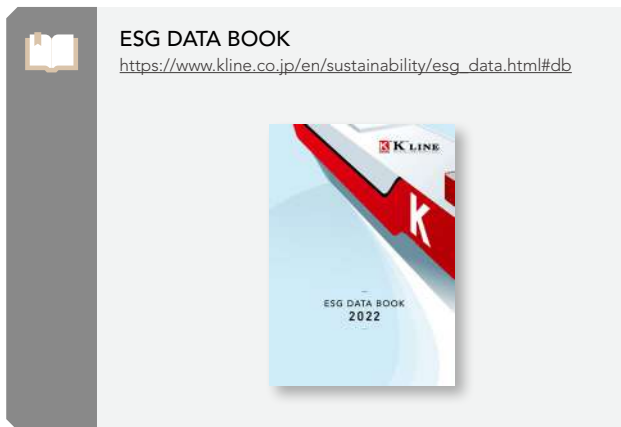 ESG DATA BOOK
https://www.kline.co.jp/en/sustainability/esg_data.html#db
K K LINE
K
ESG DATA BOOK
2022